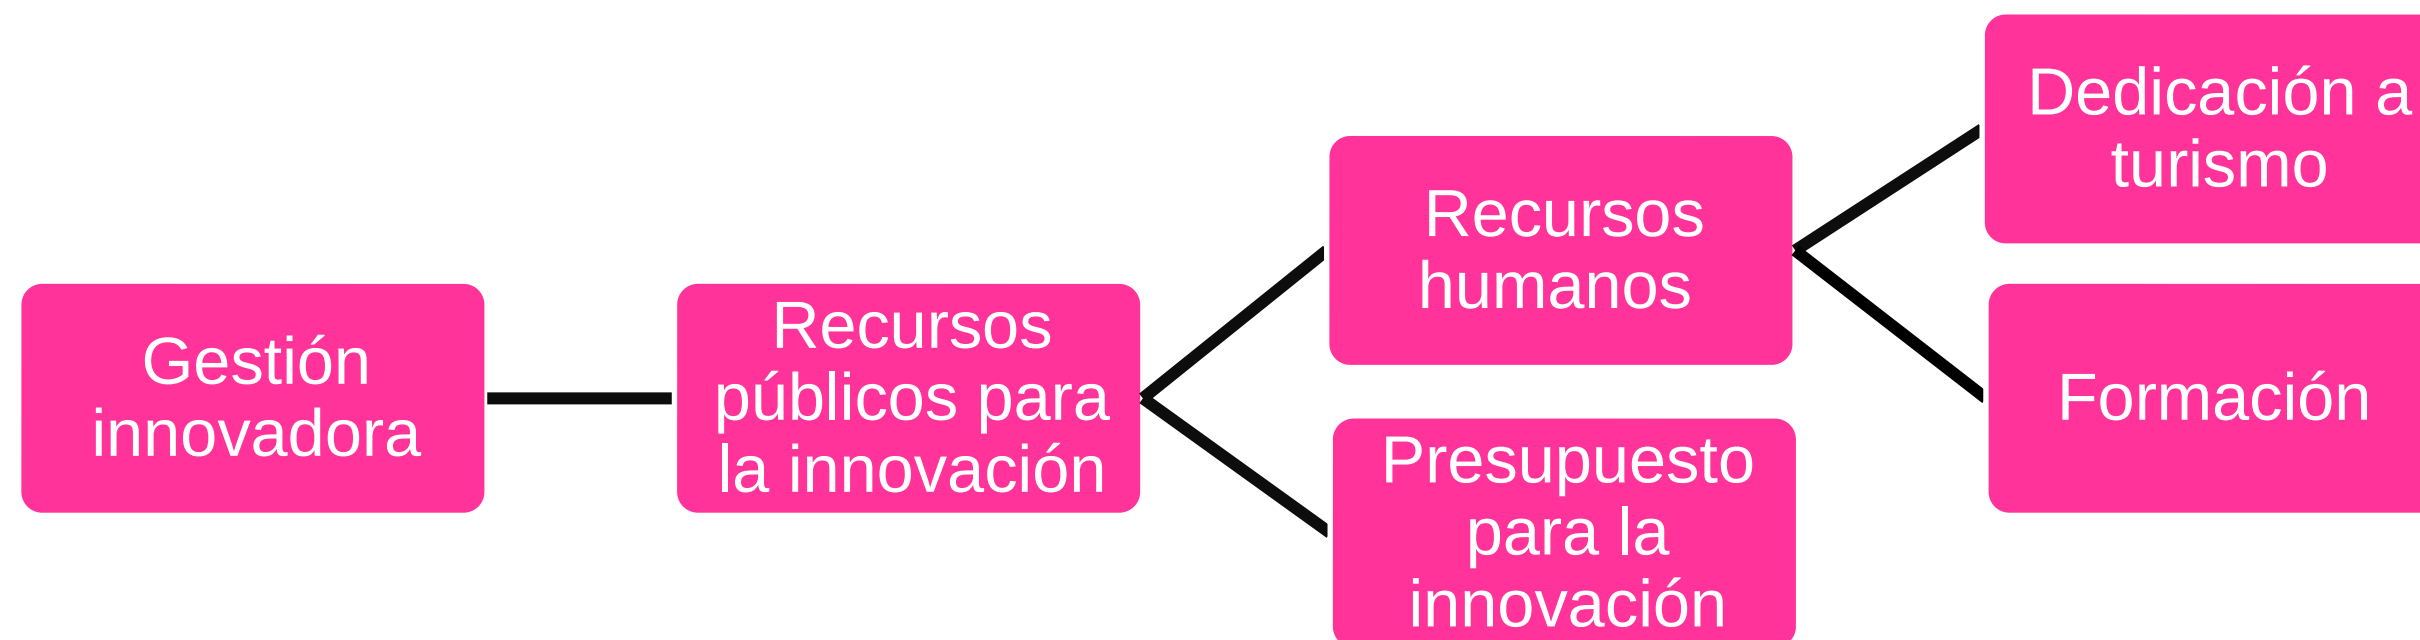 Gestión
innovadora
Recursos
públicos para
la innovación
Recursos
humanos
Presupuesto
para la
innovación
Dedicación a
turismo
Formación